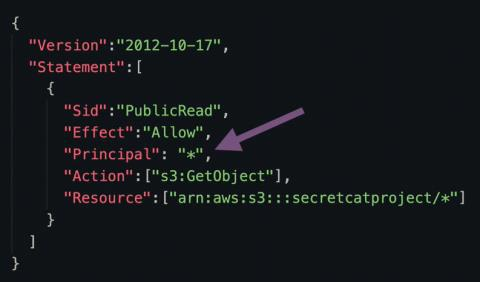 {
  "Version":"2012-10-17",
  "Statement":[
    {
      "Sid":"PublicRead",
      "Effect":"Allow",
      "Principal": "*",
      "Action":["s3:GetObject"],
      "Resource":["arn:aws:s3:::secretcatproject/*"]
    }
  ]
}